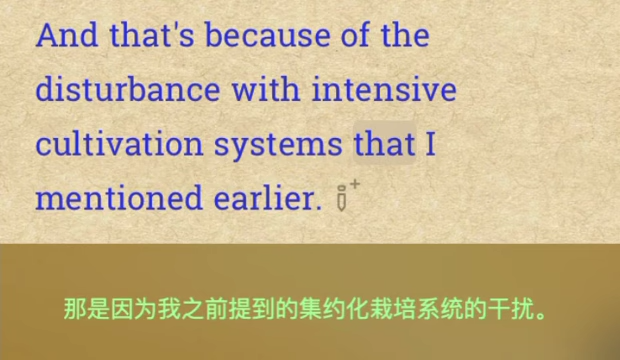 And that's because of the
disturbance with intensive
cultivation systems that I
mentioned earlier.
那是因为我之前提到的集约化栽培系统的干扰。